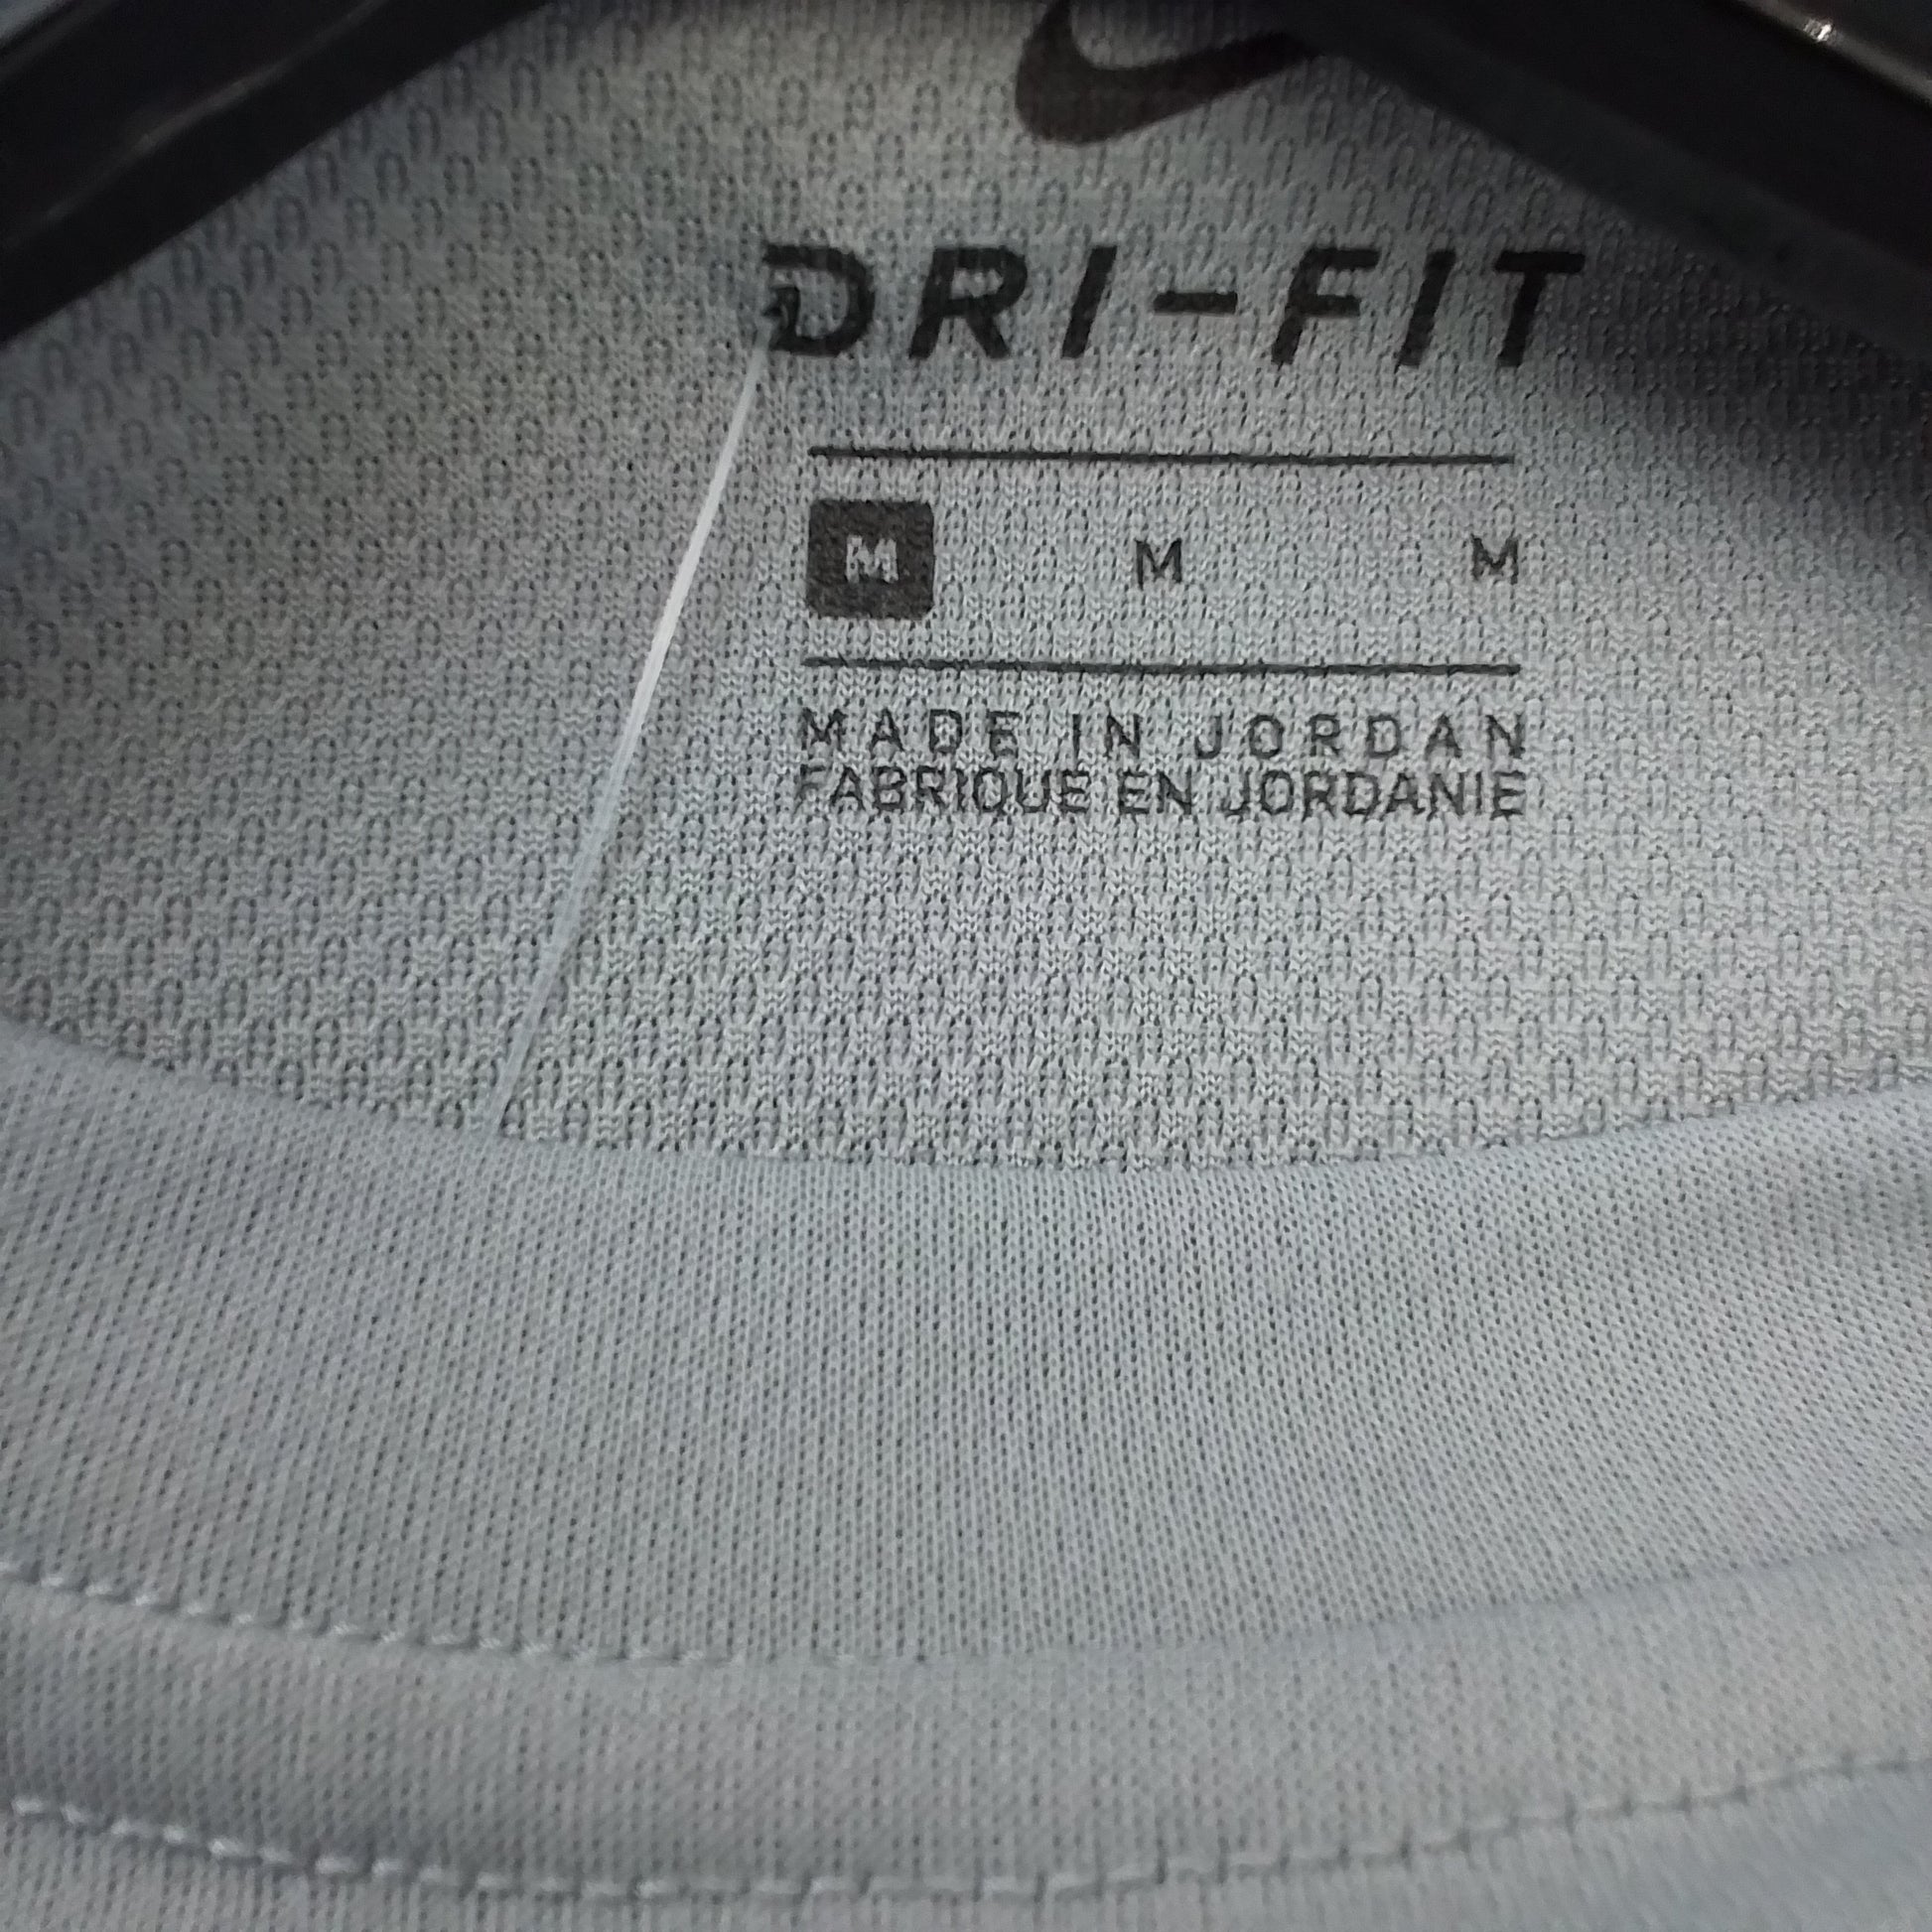 DRI-FIT
M M M
MADE IN JORDAN
FABRIQUE EN JORDANIE